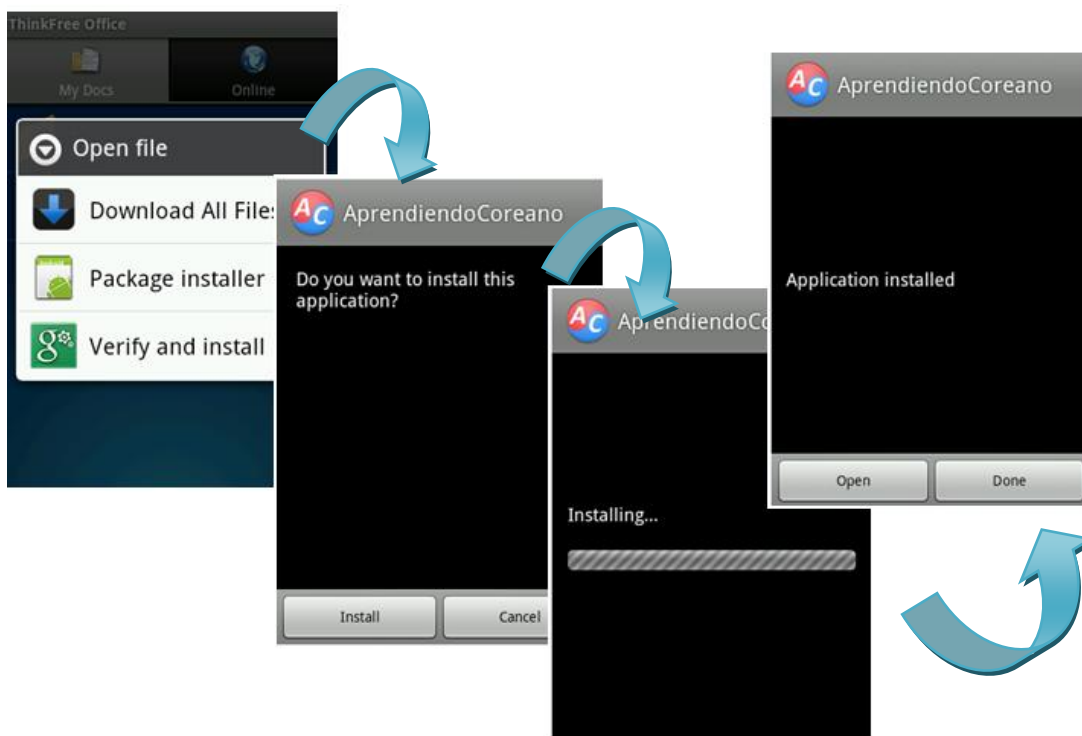 ThinkFree Office
My Docs
Online
Open file
Download All Files
Package installer
Verify and install
AC AprendiendoCoreano
Do you want to install this
application?
Install
Cancel
AC AprendiendoCo
Installing...
AC AprendiendoCoreano
Application installed
Open
Done